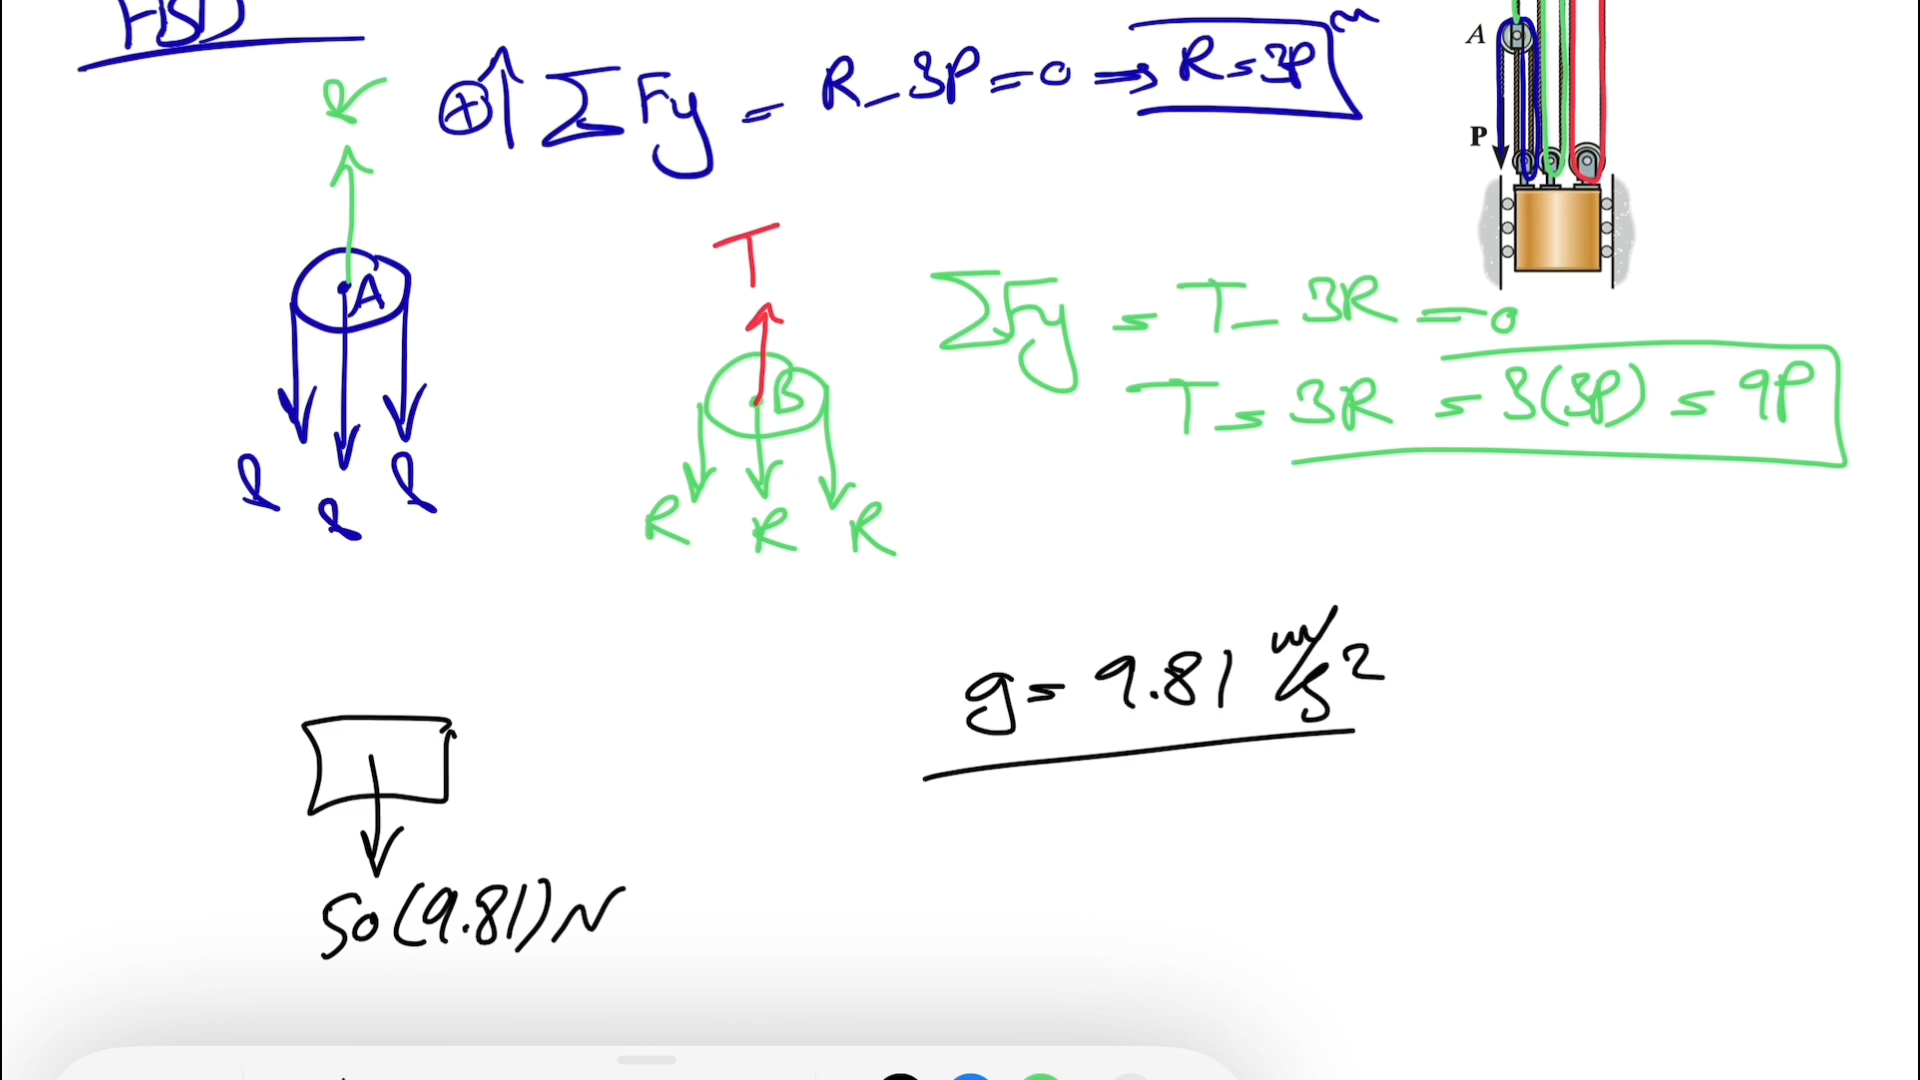 FBD
⊕↑ ΣFy = R - 3P = 0 ⇒ R = 3P
R
A
P P P
A
P
T
B
R R R
ΣFy = T - 3R = 0
T = 3R = 3(3P) = 9P
g = 9.81 m/s²
50(9.81)N